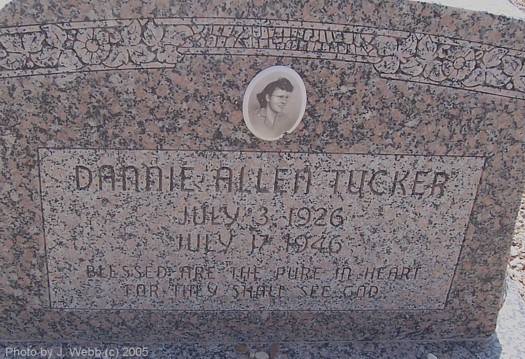 DANNIE ALLEN TUCKER
JULY 3 1926
JULY 17 1946
BLESSED ARE THE PURE IN HEART
FOR THEY SHALL SEE GOD
Photo by J. Webb (c) 2005